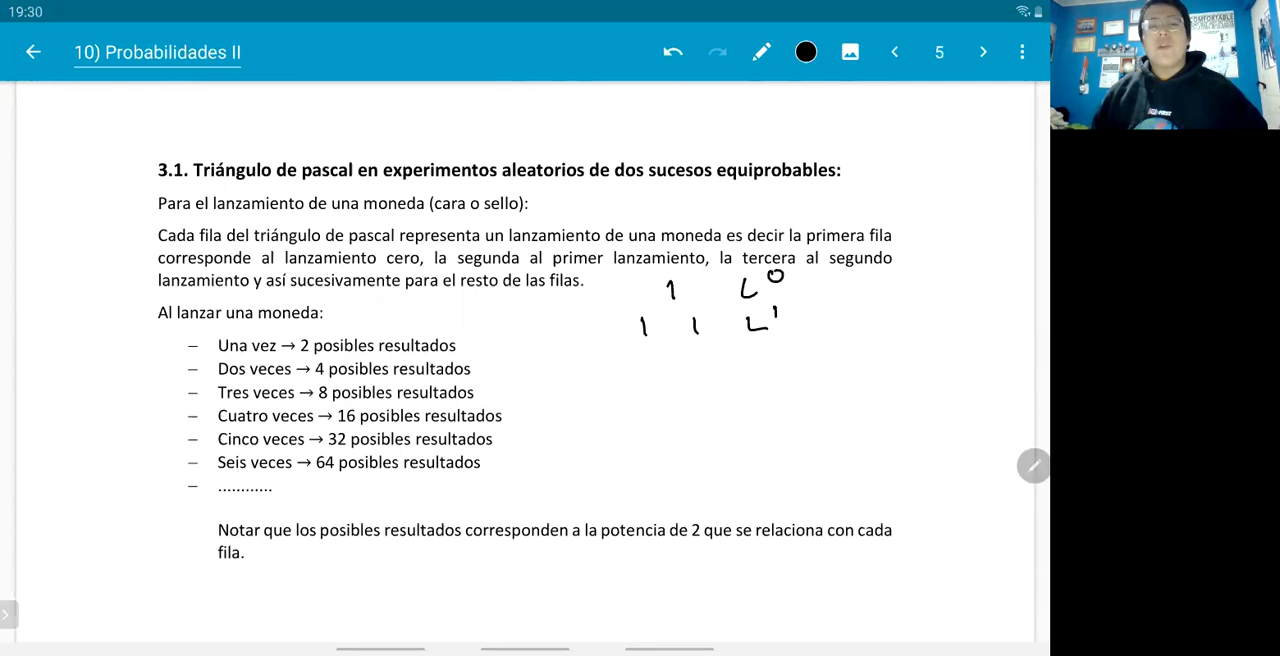 19:30
10) Probabilidades II
5
COMFORTABLE
3.1. Triángulo de pascal en experimentos aleatorios de dos sucesos equiprobables:
Para el lanzamiento de una moneda (cara o sello):
Cada fila del triángulo de pascal representa un lanzamiento de una moneda es decir la primera fila
corresponde al lanzamiento cero, la segunda al primer lanzamiento, la tercera al segundo
lanzamiento y así sucesivamente para el resto de las filas.
1 L⁰
1 1 L¹
Al lanzar una moneda:
– Una vez → 2 posibles resultados
– Dos veces → 4 posibles resultados
– Tres veces → 8 posibles resultados
– Cuatro veces → 16 posibles resultados
– Cinco veces → 32 posibles resultados
– Seis veces → 64 posibles resultados
– ............
Notar que los posibles resultados corresponden a la potencia de 2 que se relaciona con cada
fila.